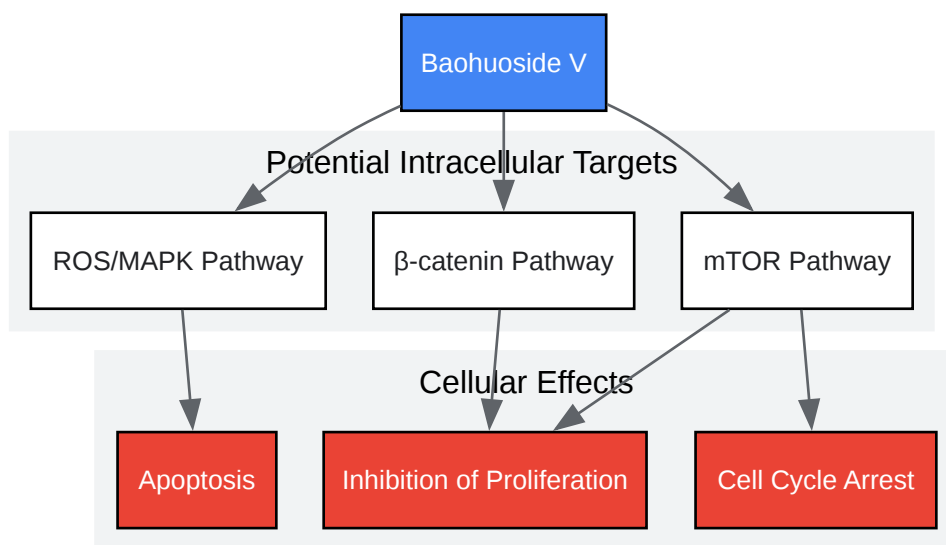 Baohuoside V
Potential Intracellular Targets
ROS/MAPK Pathway
β-catenin Pathway
mTOR Pathway
Cellular Effects
Apoptosis
Inhibition of Proliferation
Cell Cycle Arrest